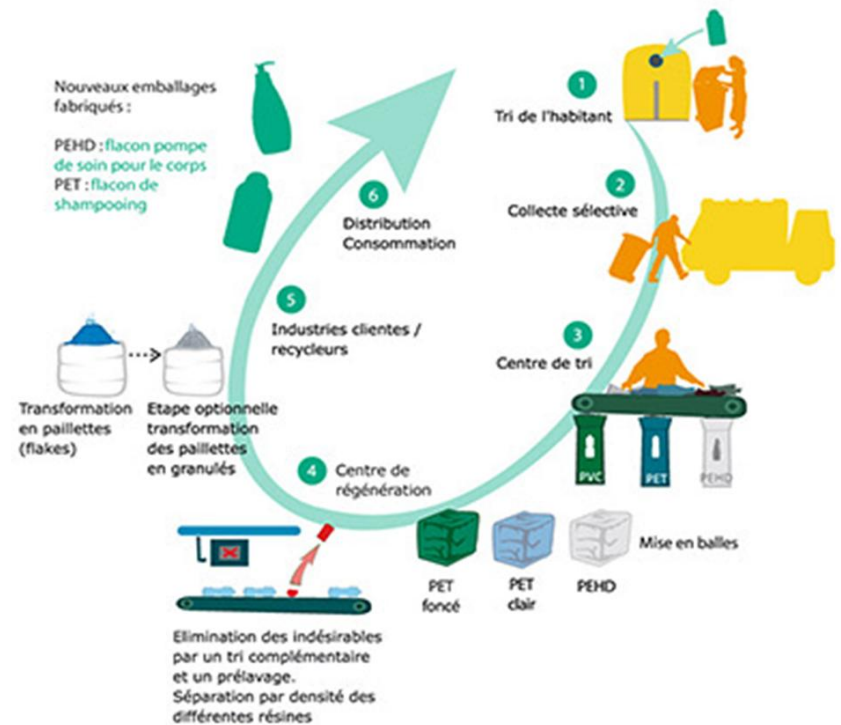 Nouveaux emballages
fabriqués :
PEHD : flacon pompe
de soin pour le corps
PET : flacon de
shampooing
1
Tri de l'habitant
2
Collecte sélective
3
Centre de tri
PVC
PET
PEHD
Mise en balles
PET
foncé
PET
clair
PEHD
4
Centre de
régénération
Elimination des indésirables
par un tri complémentaire
et un prélavage.
Séparation par densité des
différentes résines
Transformation
en paillettes
(flakes)
Etape optionnelle
transformation
des paillettes
en granulés
5
Industries clientes /
recycleurs
6
Distribution
Consommation